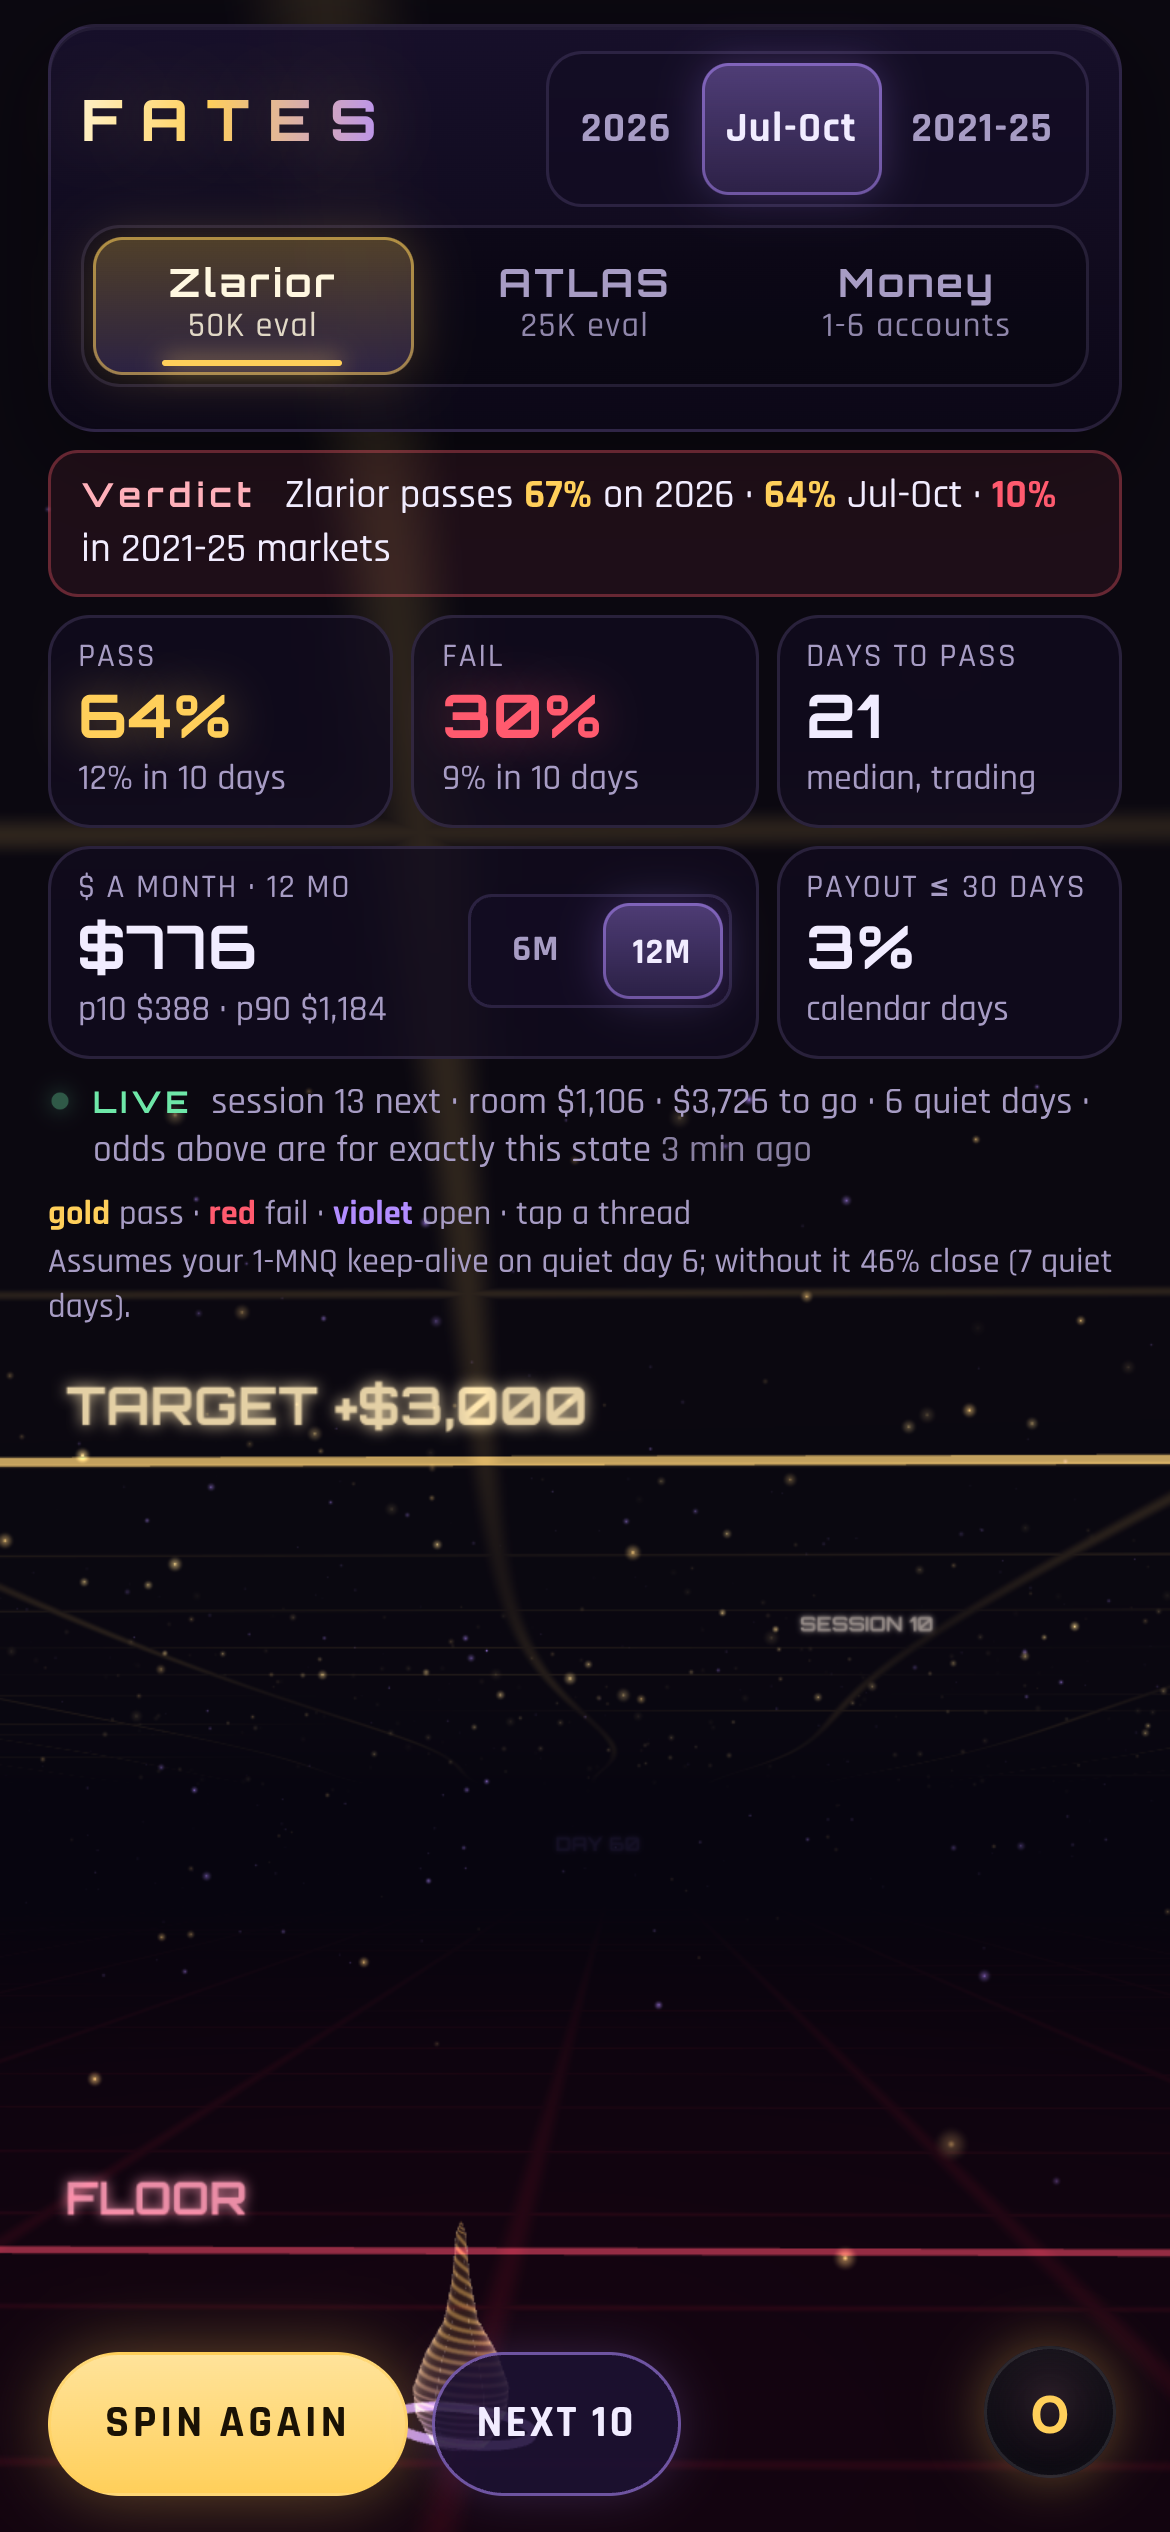 FATES
2026 Jul-Oct 2021-25
Zlarior ATLAS Money
50K eval 25K eval 1-6 accounts
Verdict Zlarior passes 67% on 2026 · 64% Jul-Oct · 10%
in 2021-25 markets
PASS FAIL DAYS TO PASS
64% 30% 21
12% in 10 days 9% in 10 days median, trading
$ A MONTH · 12 MO PAYOUT ≤ 30 DAYS
$776 6M 12M 3%
p10 $388 · p90 $1,184 calendar days
LIVE session 13 next · room $1,106 · $3,726 to go · 6 quiet days ·
odds above are for exactly this state 3 min ago
gold pass · red fail · violet open · tap a thread
Assumes your 1-MNQ keep-alive on quiet day 6; without it 46% close (7 quiet
days).
TARGET +$3,000
SESSION 10
DAY 60
FLOOR
SPIN AGAIN NEXT 10 O